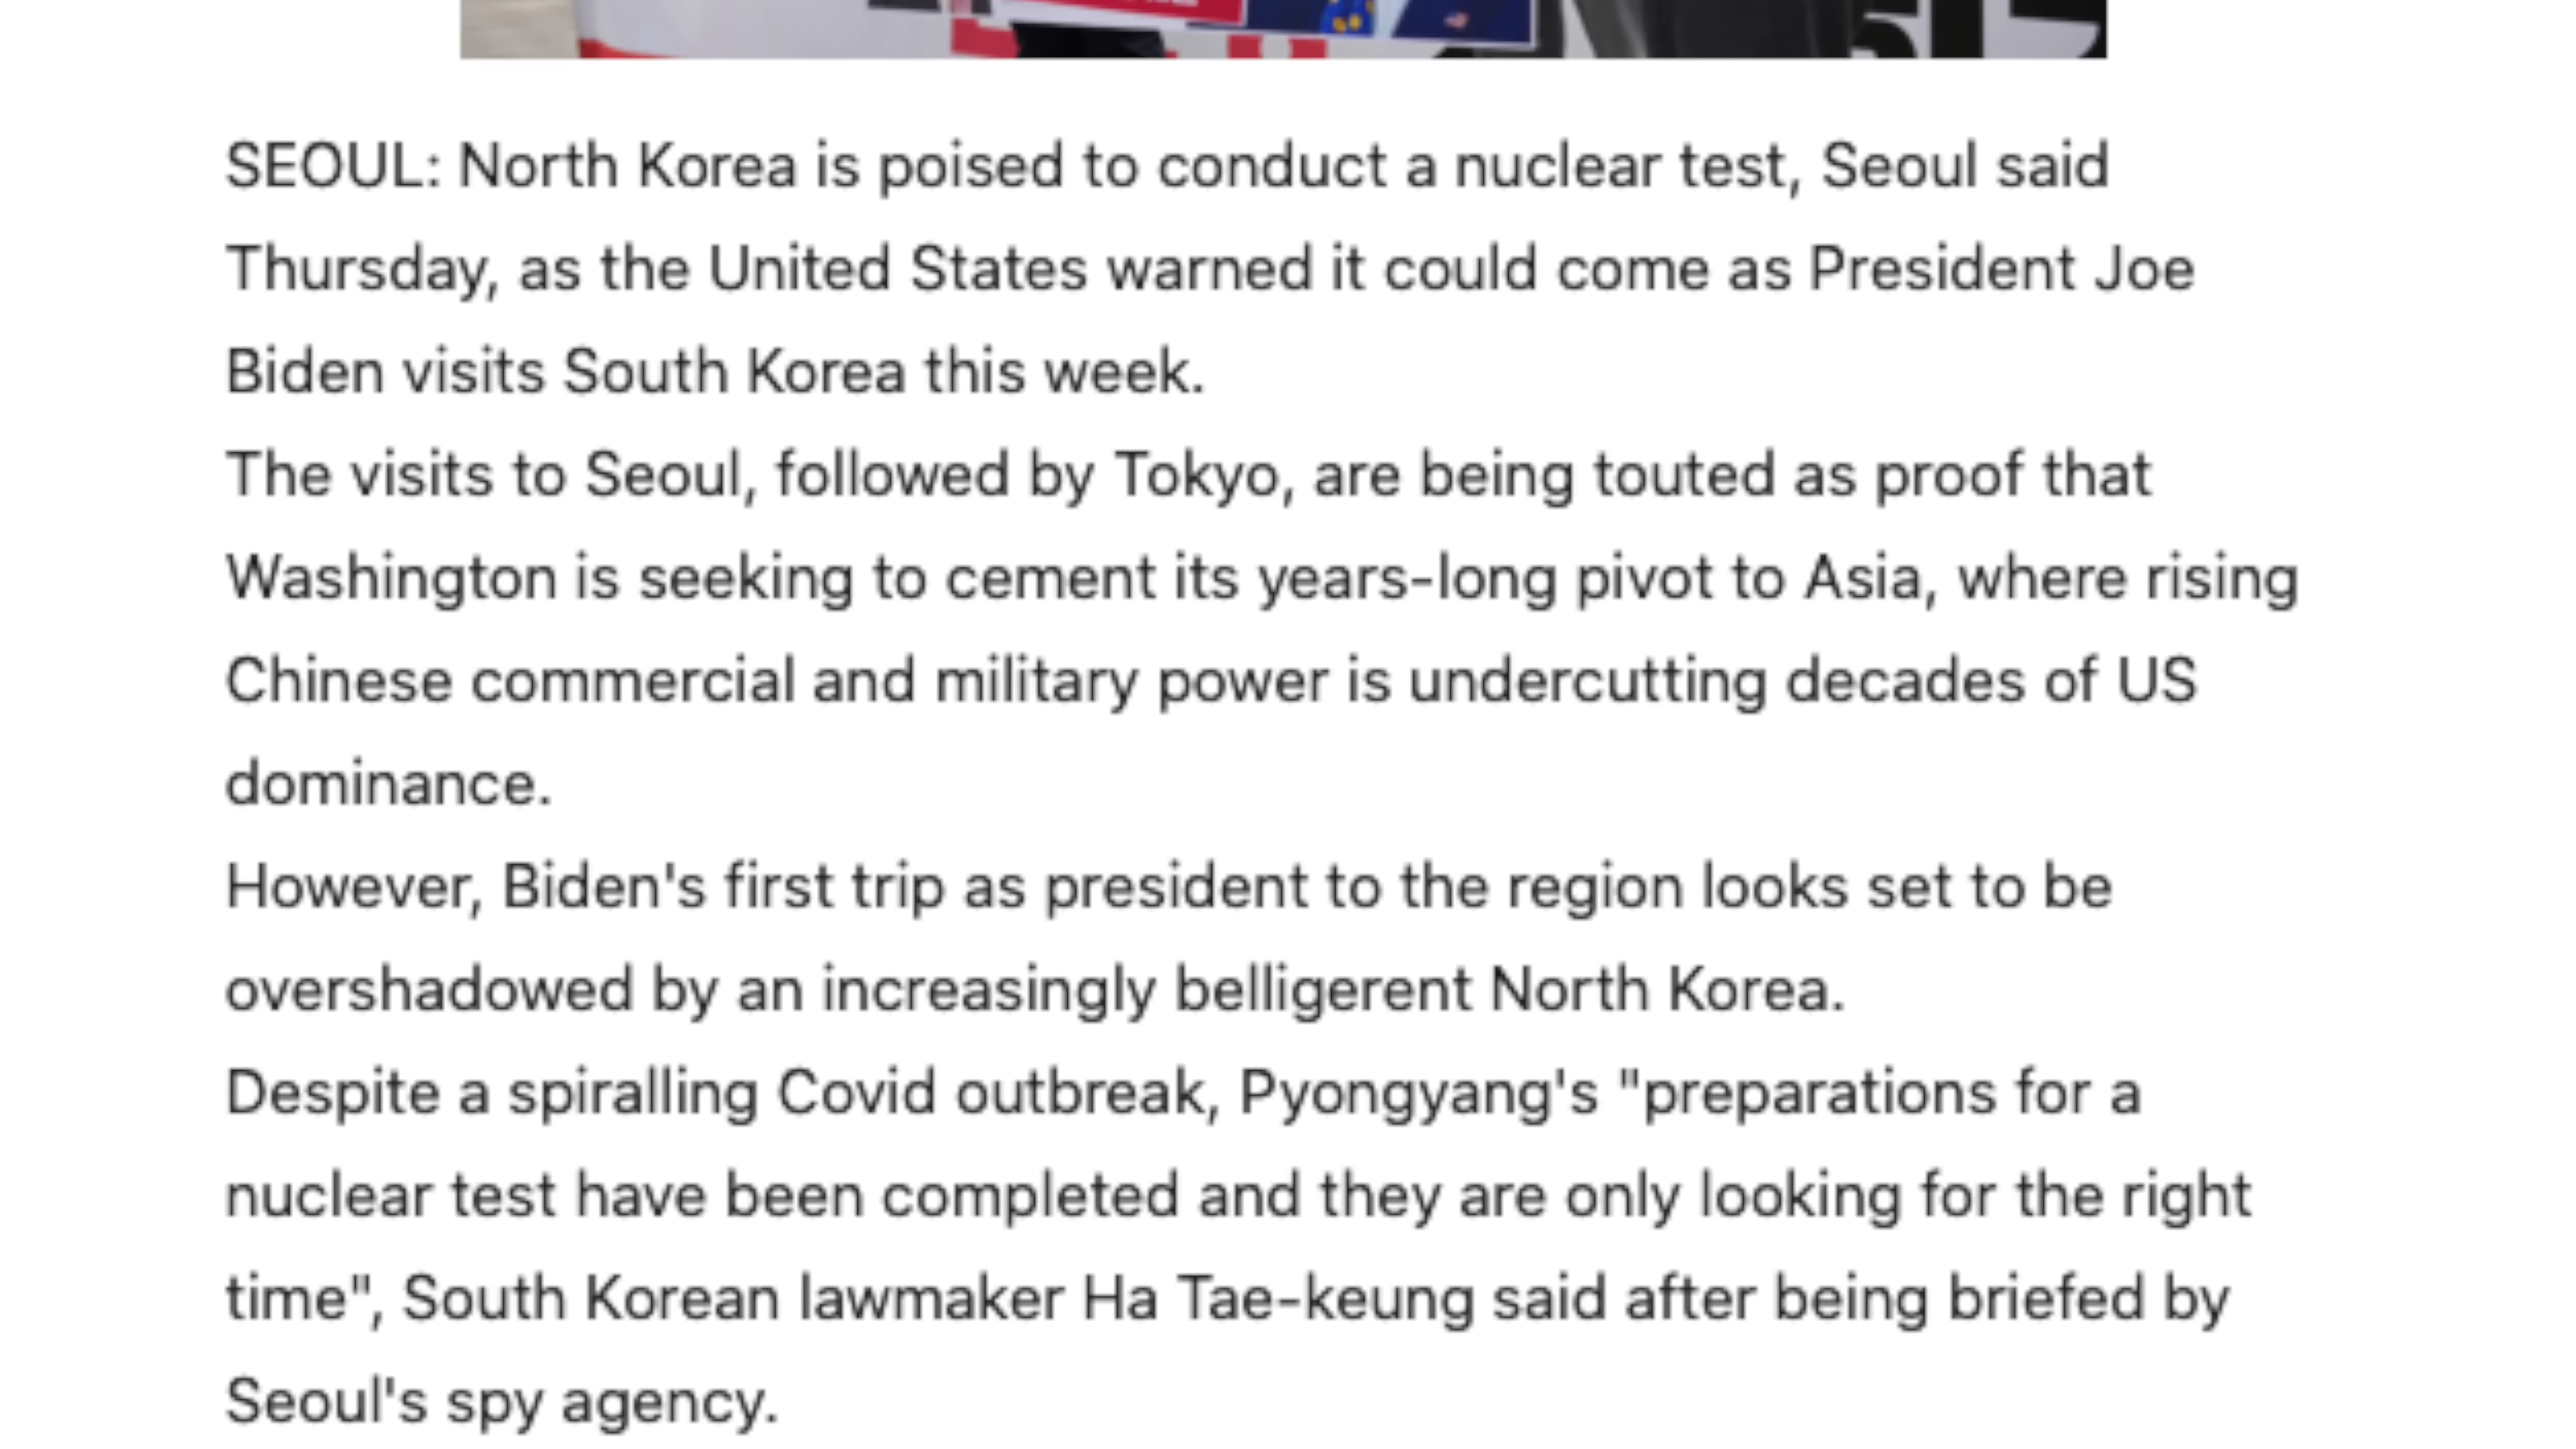 SEOUL: North Korea is poised to conduct a nuclear test, Seoul said
Thursday, as the United States warned it could come as President Joe
Biden visits South Korea this week.
The visits to Seoul, followed by Tokyo, are being touted as proof that
Washington is seeking to cement its years-long pivot to Asia, where rising
Chinese commercial and military power is undercutting decades of US
dominance.
However, Biden's first trip as president to the region looks set to be
overshadowed by an increasingly belligerent North Korea.
Despite a spiralling Covid outbreak, Pyongyang's "preparations for a
nuclear test have been completed and they are only looking for the right
time", South Korean lawmaker Ha Tae-keung said after being briefed by
Seoul's spy agency.